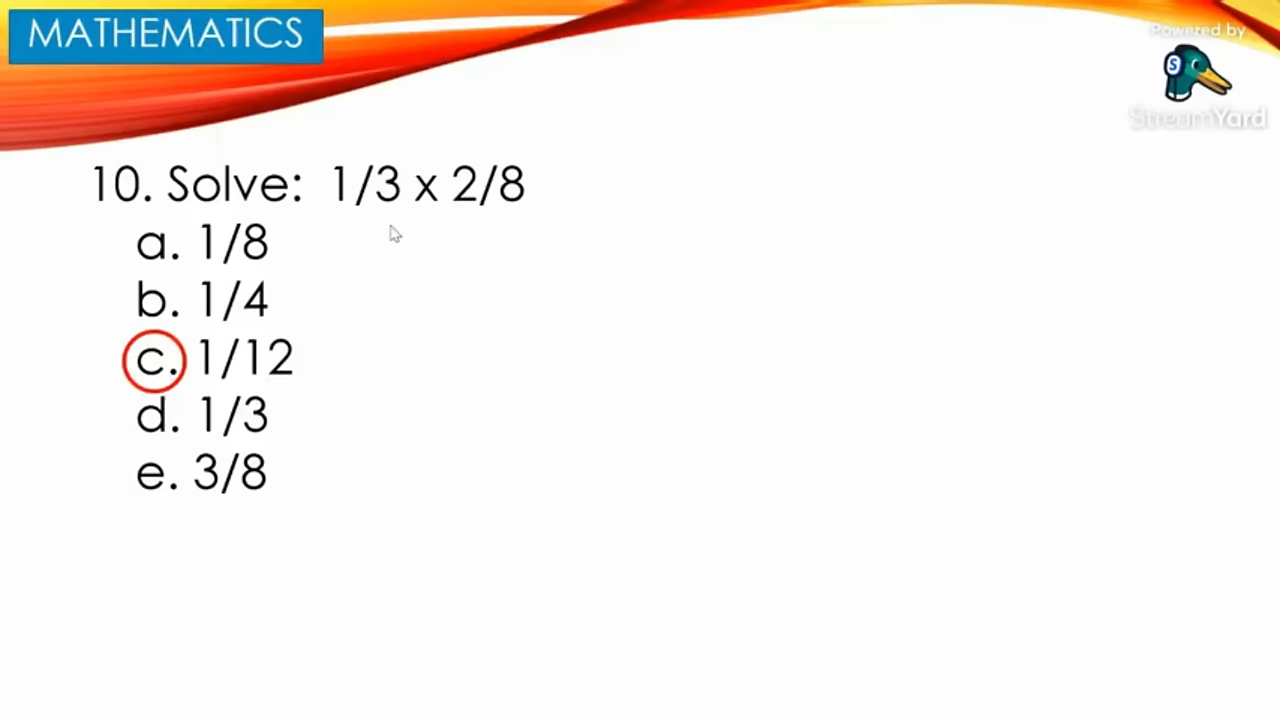 MATHEMATICS
Powered by
StreamYard
10. Solve: 1/3 x 2/8
a. 1/8
b. 1/4
c. 1/12
d. 1/3
e. 3/8